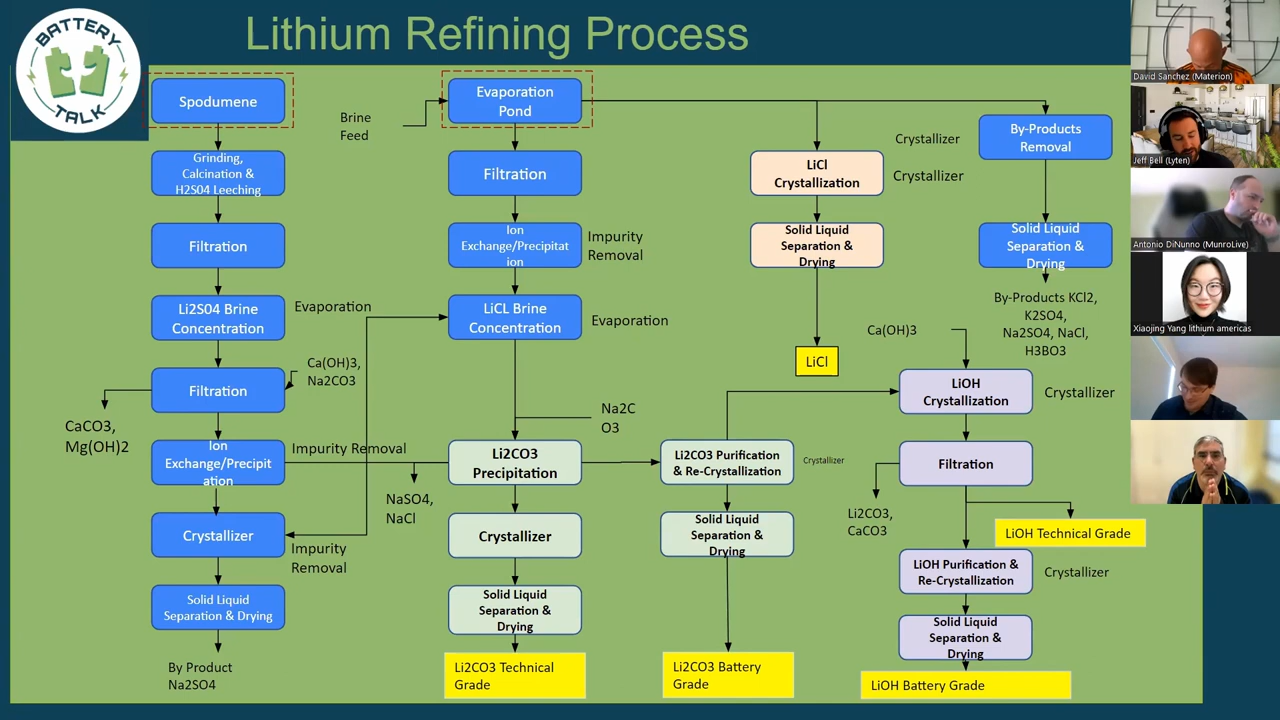 BATTERY
TALK
Lithium Refining Process
Spodumene
Grinding,
Calcination &
H2S04 Leeching
Filtration
Li2S04 Brine
Concentration
Evaporation
Filtration
Ca(OH)3,
Na2CO3
CaCO3,
Mg(OH)2
Ion
Exchange/Precipit
ation
Impurity Removal
NaSO4,
NaCl
Crystallizer
Impurity
Removal
Solid Liquid
Separation & Drying
By Product
Na2SO4
Brine
Feed
Evaporation
Pond
Filtration
Ion
Exchange/Precipitat
ion
Impurity
Removal
LiCL Brine
Concentration
Evaporation
Na2C
O3
Li2CO3
Precipitation
Crystallizer
Solid Liquid
Separation &
Drying
Li2CO3 Technical
Grade
Li2CO3 Purification
& Re-Crystallization
Crystallizer
Solid Liquid
Separation &
Drying
Li2CO3 Battery
Grade
LiCl
Crystallization
Crystallizer
Crystallizer
Solid Liquid
Separation &
Drying
LiCl
By-Products
Removal
Solid Liquid
Separation &
Drying
By-Products KCl2,
K2SO4,
Na2SO4, NaCl,
H3BO3
Ca(OH)3
LiOH
Crystallization
Crystallizer
Filtration
Li2CO3,
CaCO3
LiOH Technical Grade
LiOH Purification &
Re-Crystallization
Crystallizer
Solid Liquid
Separation &
Drying
LiOH Battery Grade
David Sanchez (Materion)
Jeff Bell (Lyten)
Antonio DiNunno (MunroLive)
Xiaojing Yang lithium americas